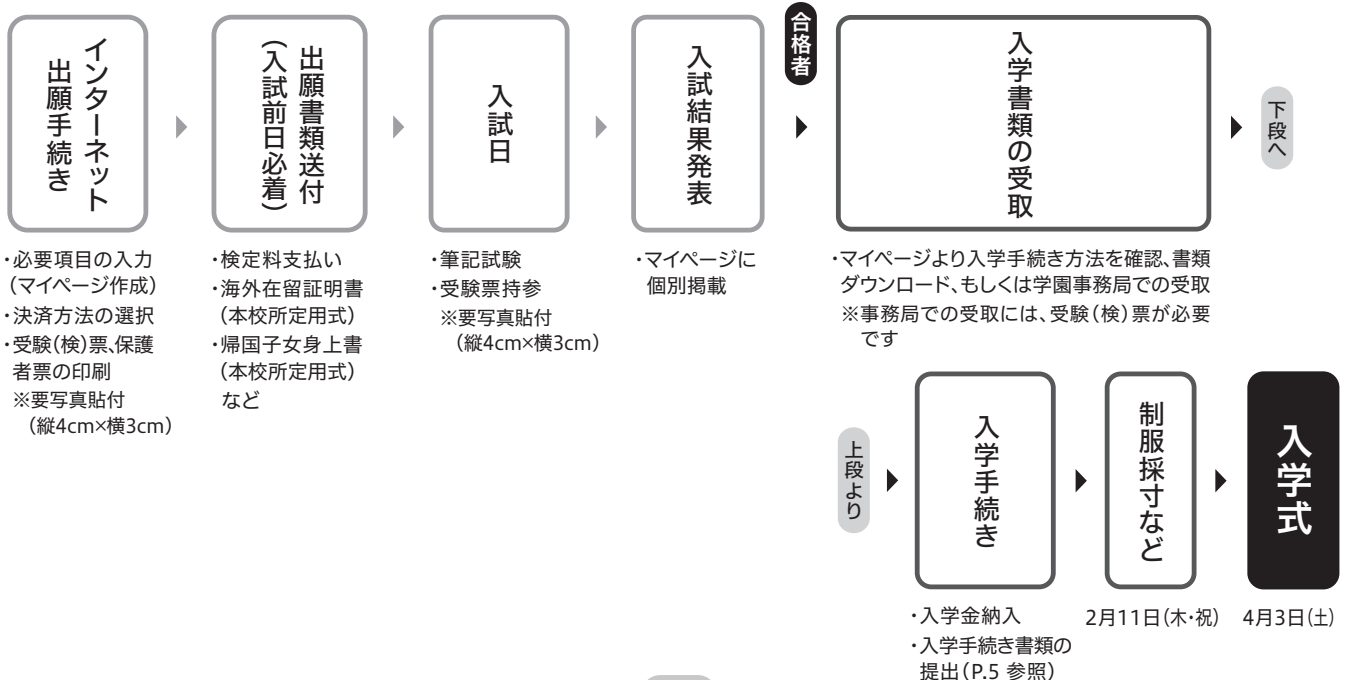 インターネット
出願手続き
・必要項目の入力
（マイページ作成）
・決済方法の選択
・受験（検）票、保護
者票の印刷
※要写真貼付
（縦4cm×横3cm）
出願書類送付
（入試前日必着）
・検定料支払い
・海外在留証明書
（本校所定用式）
・帰国子女身上書
（本校所定用式）
など
入試日
・筆記試験
・受験票持参
※要写真貼付
（縦4cm×横3cm）
入試結果発表
・マイページに
個別掲載
合格者
入学書類の受取
・マイページより入学手続き方法を確認、書類
ダウンロード、もしくは学園事務局での受取
※事務局での受取には、受験（検）票が必要
です
下段へ
上段より
入学手続き
・入学金納入
・入学手続き書類の
提出（P.5 参照）
制服採寸など
2月11日（木・祝）
入学式
4月3日（土）